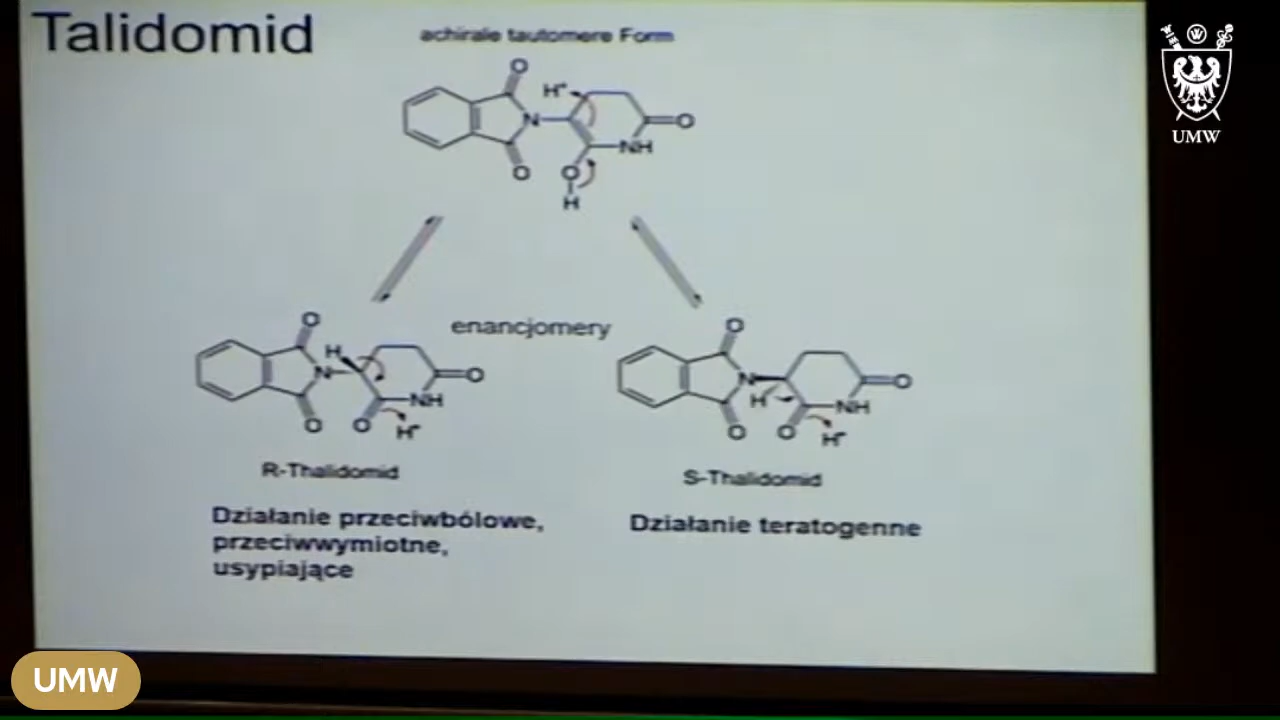 Talidomid
achirale tautomere Form
O
H⁺
N
O
NH
O
O
H
enancjomery
O
H
N
O
NH
O
O
H⁺
R-Thalidomid
O
N
O
H
NH
O
O
H⁺
S-Thalidomid
Działanie przeciwbólowe,
przeciwwymiotne,
usypiające
Działanie teratogenne
W
UMW
UMW